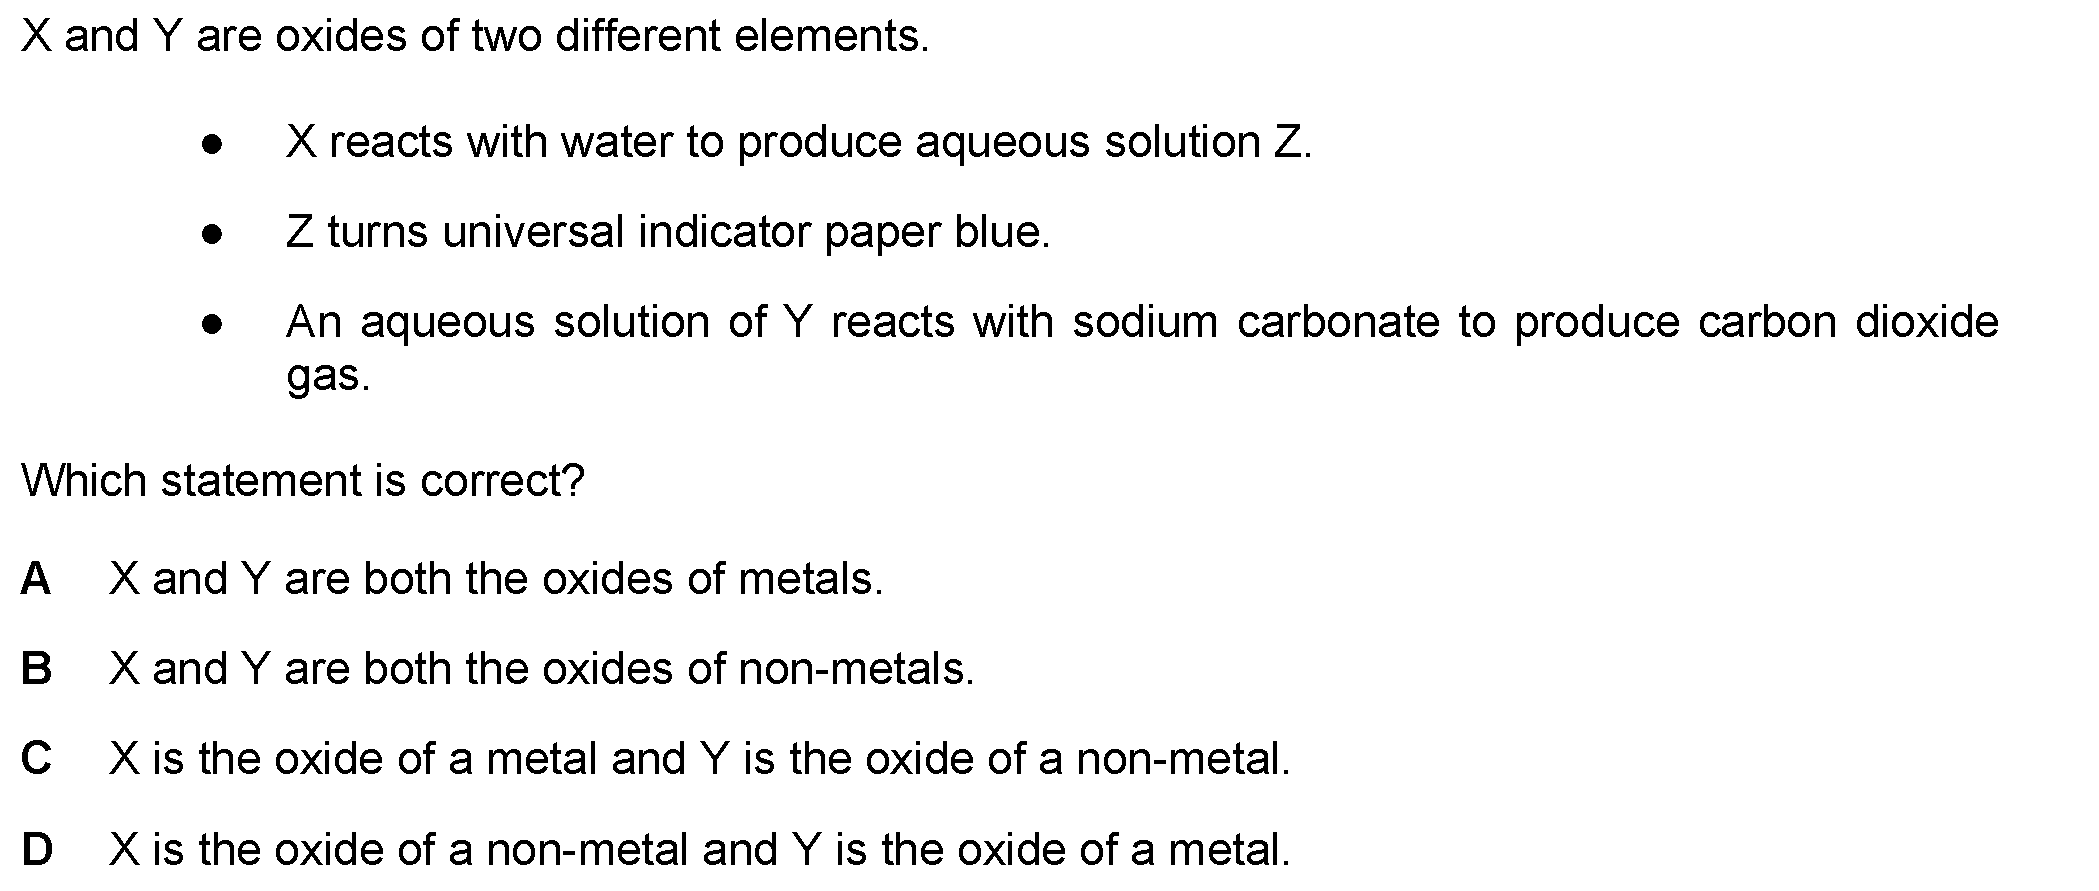 X and Y are oxides of two different elements.
● X reacts with water to produce aqueous solution Z.
● Z turns universal indicator paper blue.
● An aqueous solution of Y reacts with sodium carbonate to produce carbon dioxide
gas.
Which statement is correct?
A X and Y are both the oxides of metals.
B X and Y are both the oxides of non-metals.
C X is the oxide of a metal and Y is the oxide of a non-metal.
D X is the oxide of a non-metal and Y is the oxide of a metal.